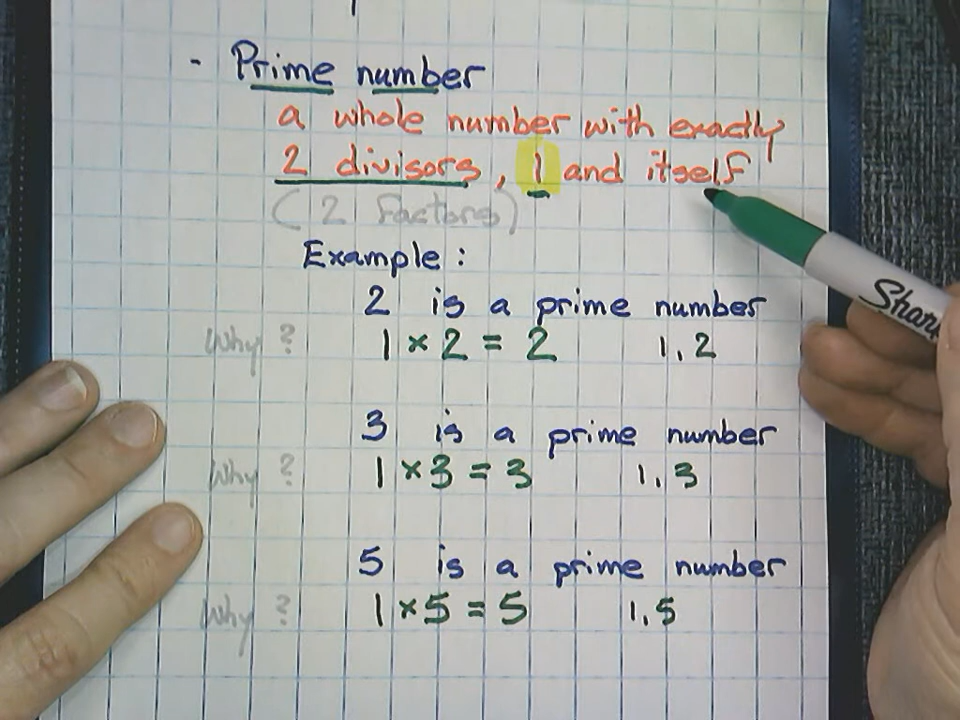 - Prime number
a whole number with exactly
2 divisors, 1 and itself
(2 Factors)
Example:
2 is a prime number
Why? 1 × 2 = 2 1, 2
3 is a prime number
Why? 1 × 3 = 3 1, 3
5 is a prime number
Why? 1 × 5 = 5 1, 5